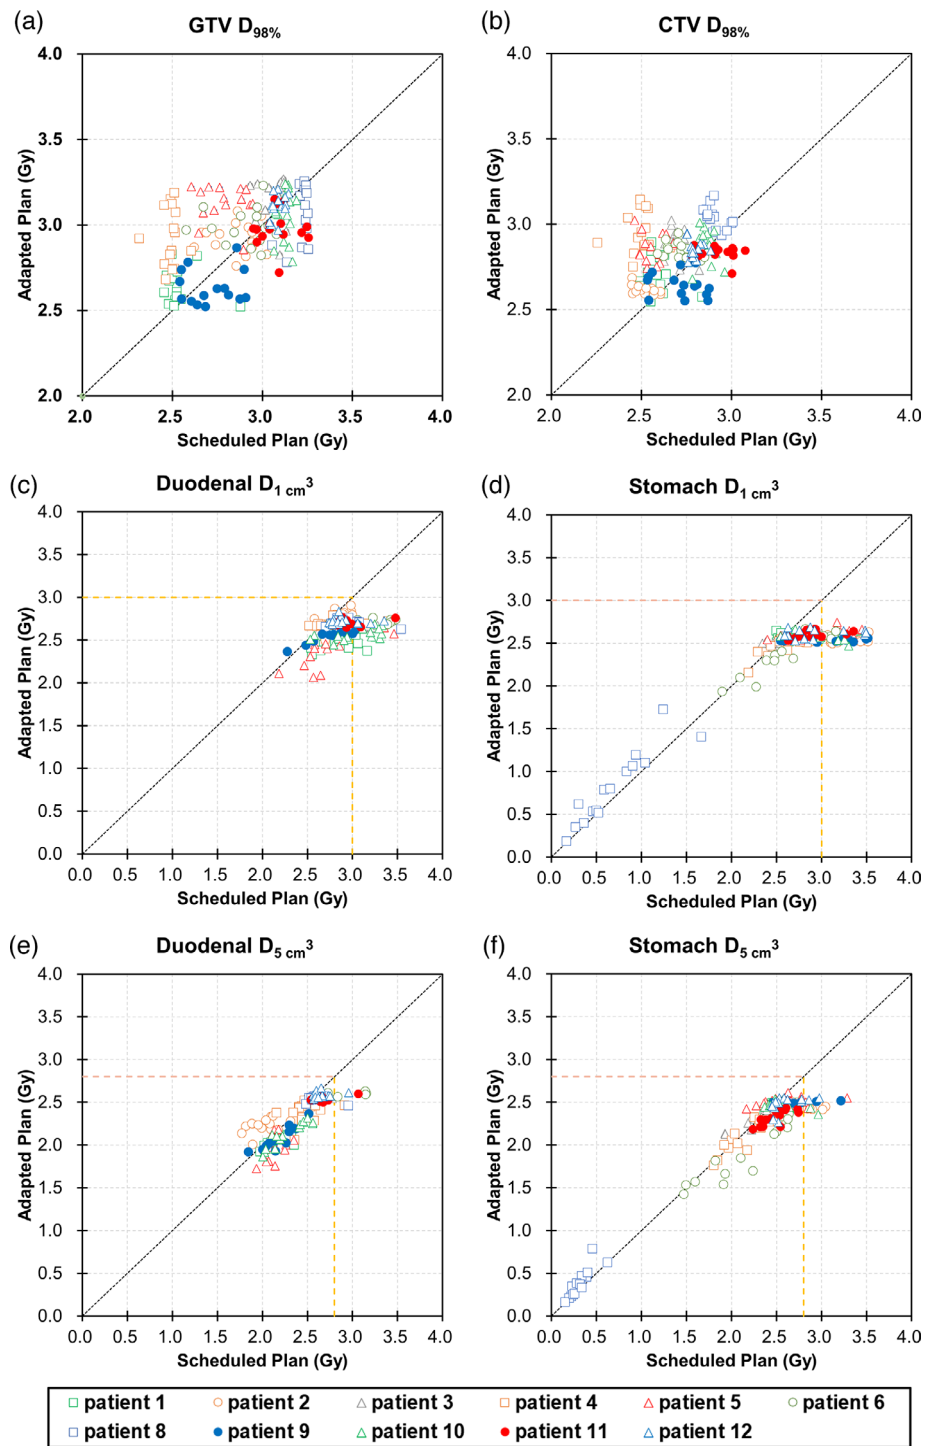 (a) GTV D98%
4.0
3.5
3.0
2.5
2.0
Adapted Plan (Gy)
2.0 2.5 3.0 3.5 4.0
Scheduled Plan (Gy)
(b) CTV D98%
4.0
3.5
3.0
2.5
2.0
Adapted Plan (Gy)
2.0 2.5 3.0 3.5 4.0
Scheduled Plan (Gy)
(c) Duodenal D1 cm3
4.0
3.5
3.0
2.5
2.0
1.5
1.0
0.5
0.0
Adapted Plan (Gy)
0.0 0.5 1.0 1.5 2.0 2.5 3.0 3.5 4.0
Scheduled Plan (Gy)
(d) Stomach D1 cm3
4.0
3.5
3.0
2.5
2.0
1.5
1.0
0.5
0.0
Adapted Plan (Gy)
0.0 0.5 1.0 1.5 2.0 2.5 3.0 3.5 4.0
Scheduled Plan (Gy)
(e) Duodenal D5 cm3
4.0
3.5
3.0
2.5
2.0
1.5
1.0
0.5
0.0
Adapted Plan (Gy)
0.0 0.5 1.0 1.5 2.0 2.5 3.0 3.5 4.0
Scheduled Plan (Gy)
(f) Stomach D5 cm3
4.0
3.5
3.0
2.5
2.0
1.5
1.0
0.5
0.0
Adapted Plan (Gy)
0.0 0.5 1.0 1.5 2.0 2.5 3.0 3.5 4.0
Scheduled Plan (Gy)
patient 1 patient 2 patient 3 patient 4 patient 5 patient 6
patient 8 patient 9 patient 10 patient 11 patient 12